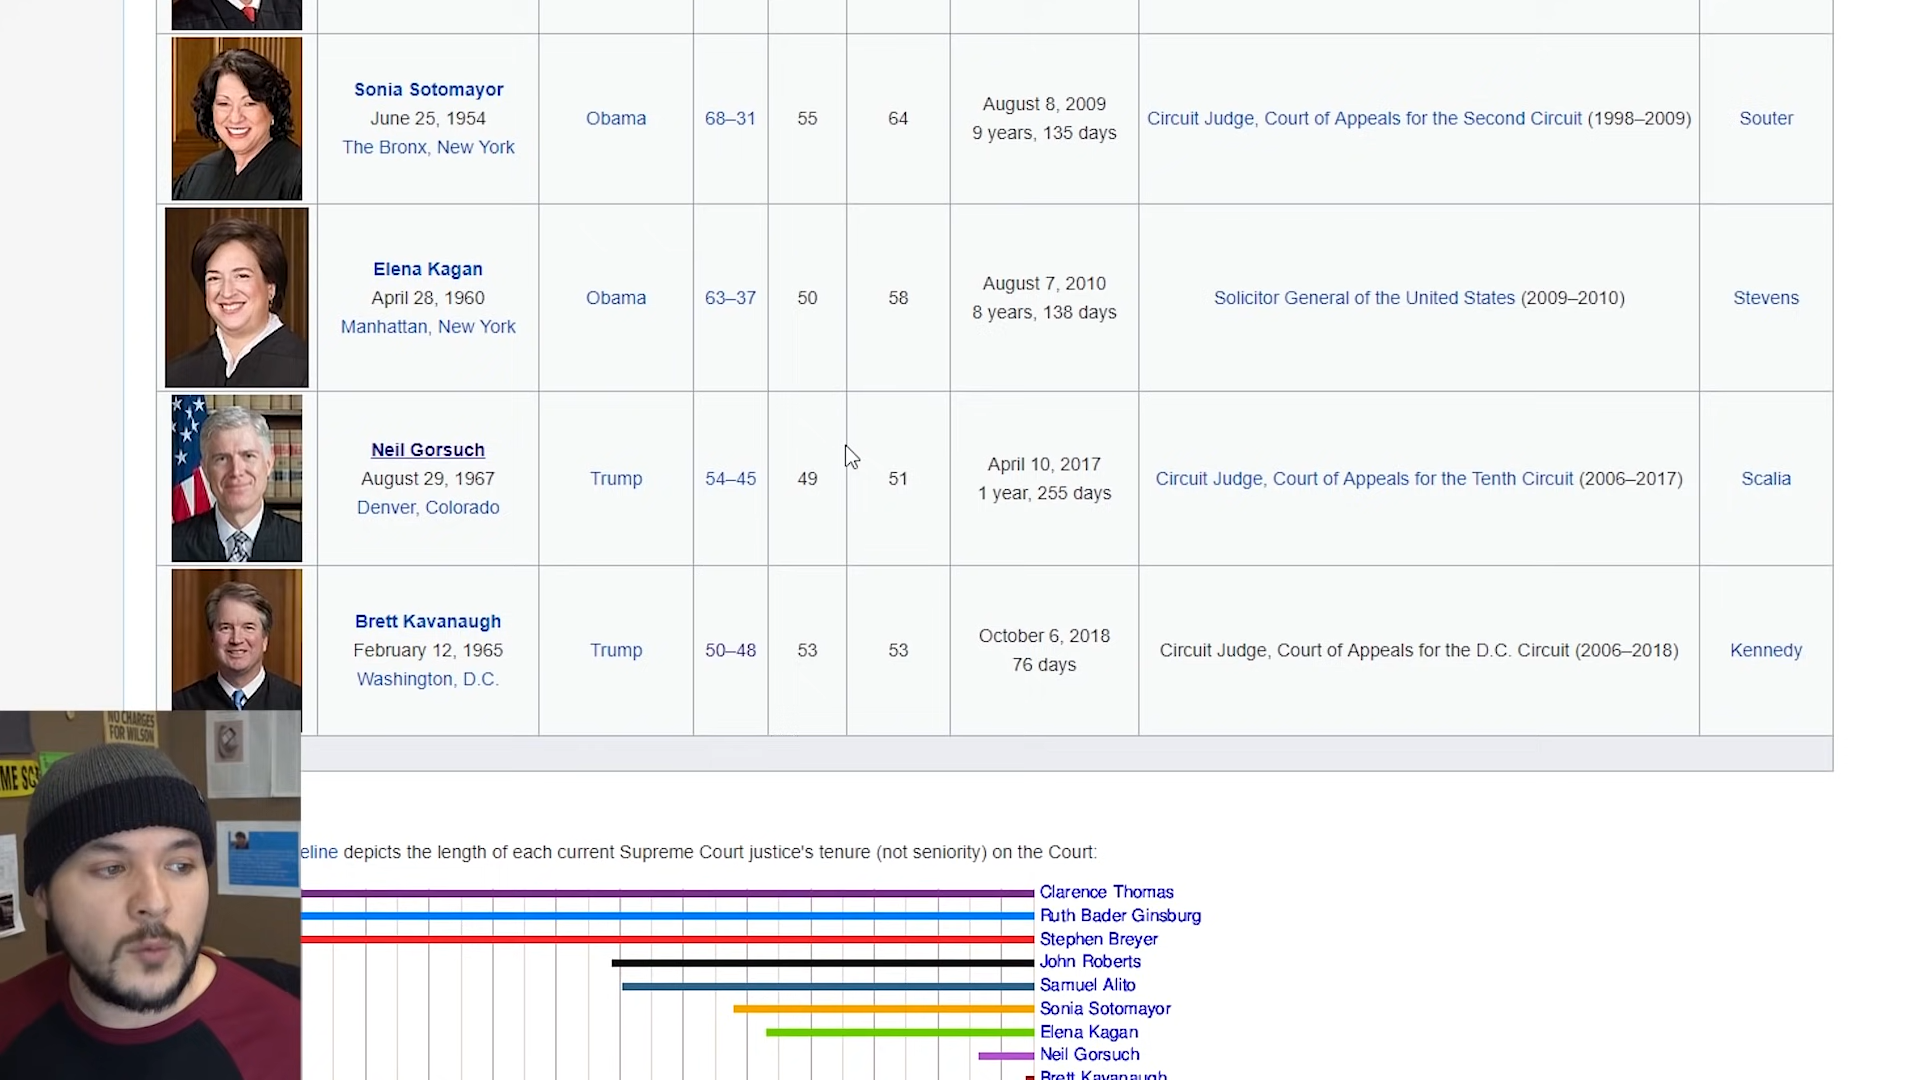 Sonia Sotomayor
June 25, 1954
The Bronx, New York
Obama
68–31
55
64
August 8, 2009
9 years, 135 days
Circuit Judge, Court of Appeals for the Second Circuit (1998–2009)
Souter
Elena Kagan
April 28, 1960
Manhattan, New York
Obama
63–37
50
58
August 7, 2010
8 years, 138 days
Solicitor General of the United States (2009–2010)
Stevens
Neil Gorsuch
August 29, 1967
Denver, Colorado
Trump
54–45
49
51
April 10, 2017
1 year, 255 days
Circuit Judge, Court of Appeals for the Tenth Circuit (2006–2017)
Scalia
Brett Kavanaugh
February 12, 1965
Washington, D.C.
Trump
50–48
53
53
October 6, 2018
76 days
Circuit Judge, Court of Appeals for the D.C. Circuit (2006–2018)
Kennedy
NO CHARGES
FOR WILSON
ME SC
eline depicts the length of each current Supreme Court justice's tenure (not seniority) on the Court:
Clarence Thomas
Ruth Bader Ginsburg
Stephen Breyer
John Roberts
Samuel Alito
Sonia Sotomayor
Elena Kagan
Neil Gorsuch
Brett Kavanaugh